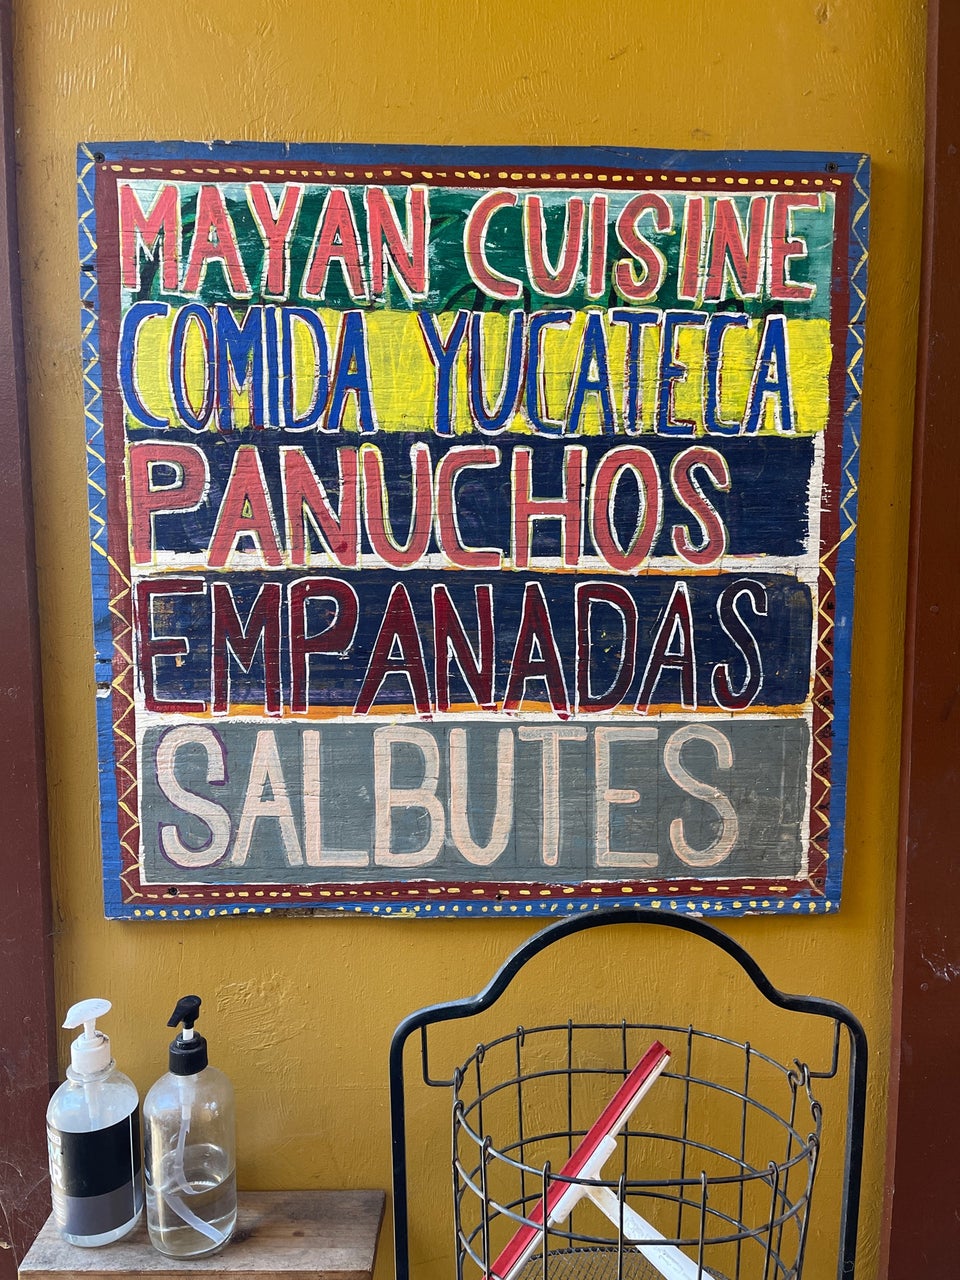 MAYAN CUISINE
COMIDA YUCATECA
PANUCHOS
EMPANADAS
SALBUTES